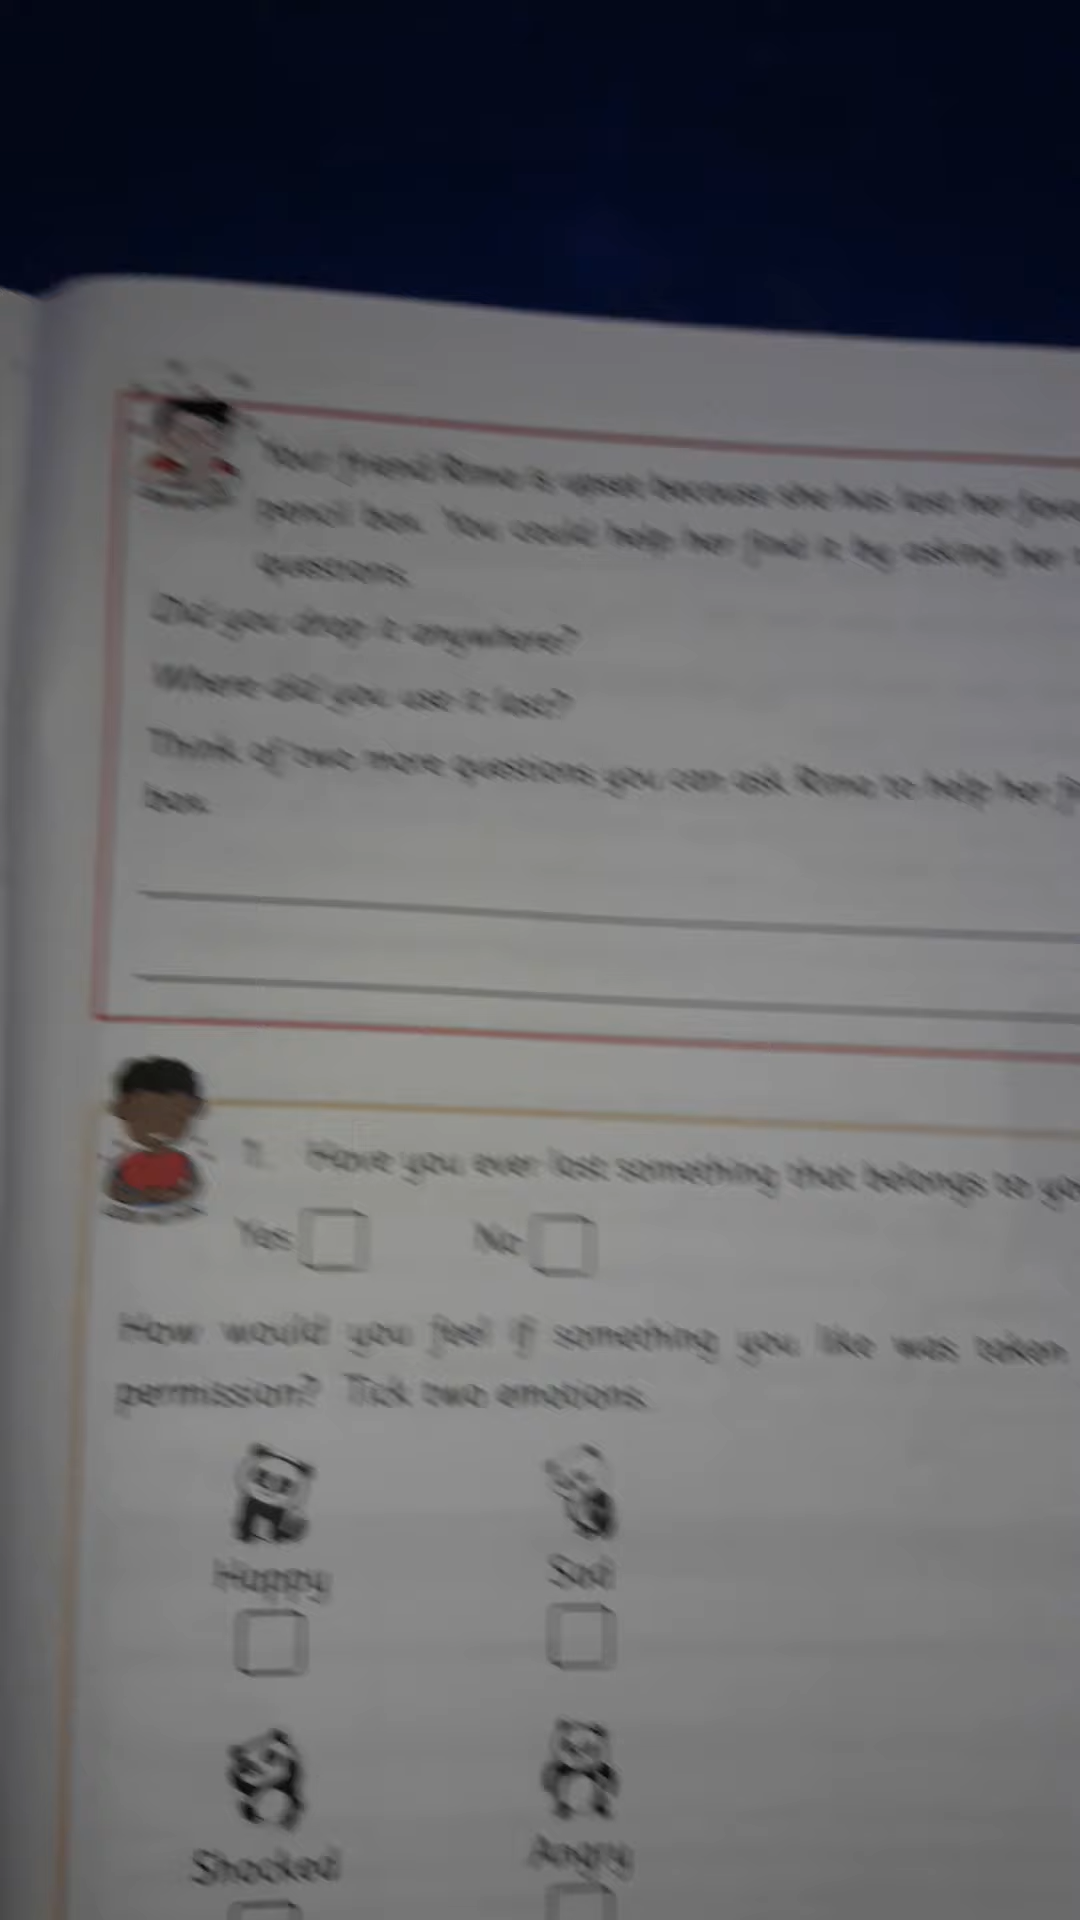 Your friend Rima is upset because she has lost her
pencil box. You could help her find it by asking her
questions.
Did you drop it anywhere?
Where did you use it last?
Think of two more questions you can ask Rima to help her
box.
1. Have you ever lost something that belongs to
Yes No
How would you feel if something you like was taken
permission? Tick two emotions.
Happy Sad
Shocked Angry